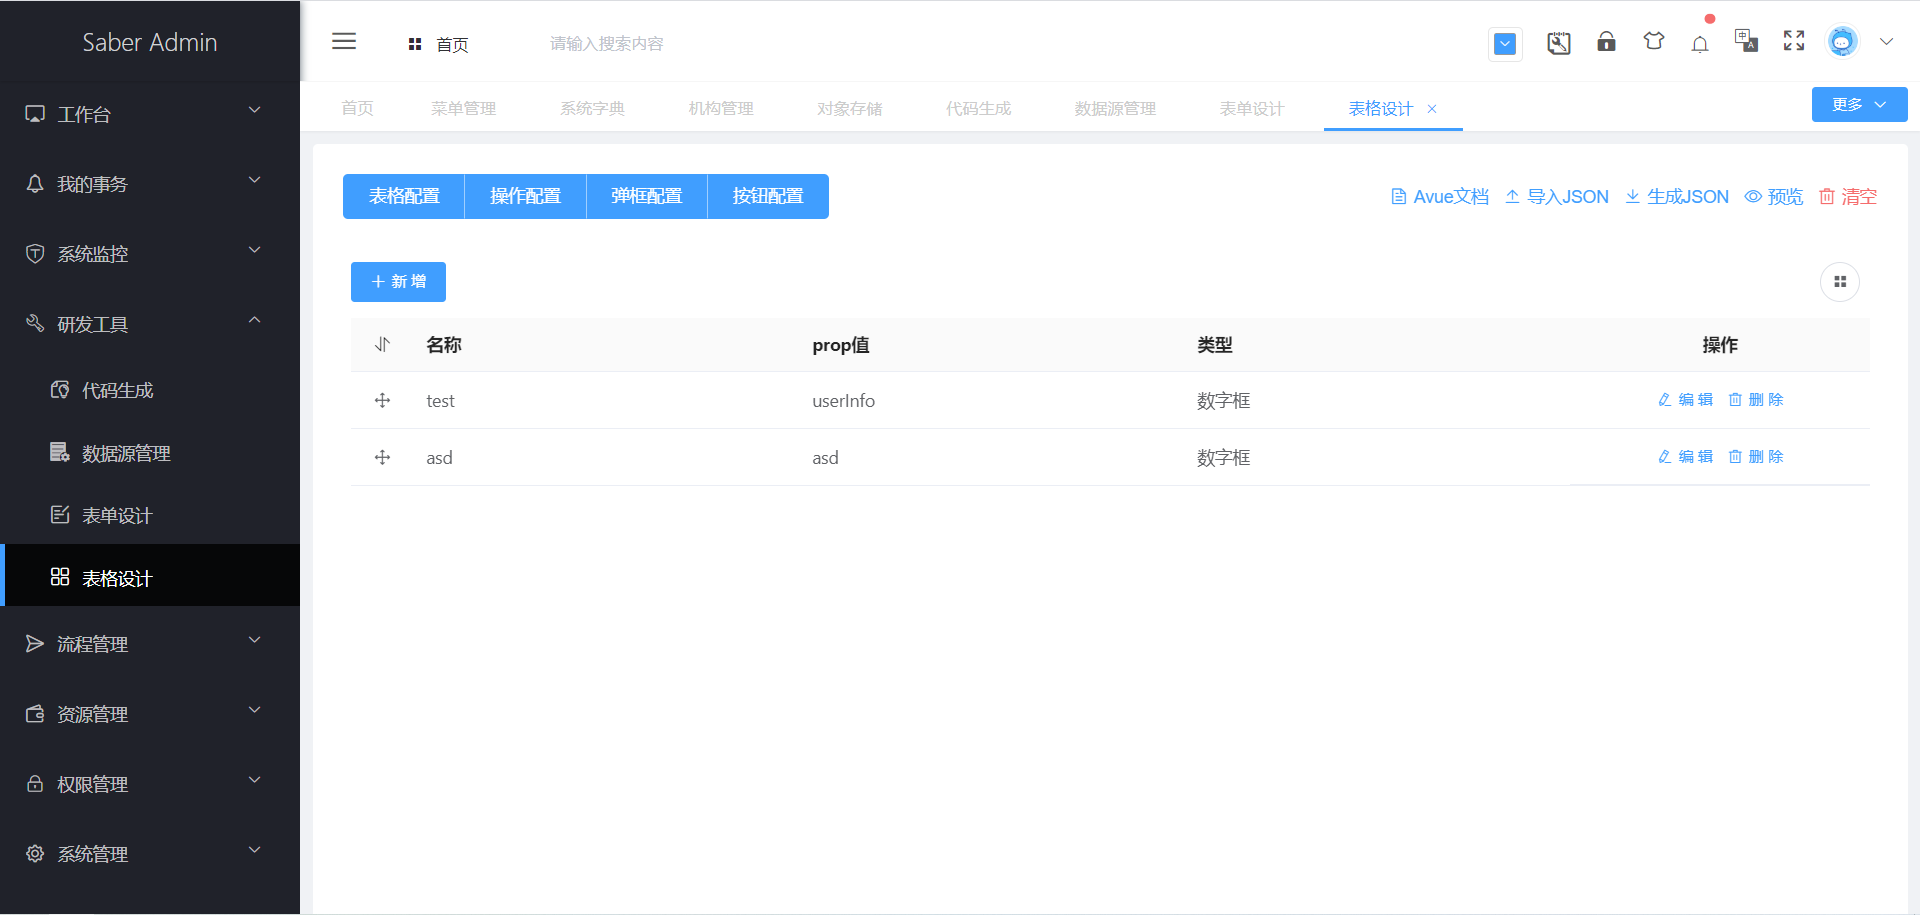 Saber Admin
首页
请输入搜索内容
工作台
我的事务
系统监控
研发工具
代码生成
数据源管理
表单设计
表格设计
流程管理
资源管理
权限管理
系统管理
首页 菜单管理 系统字典 机构管理 对象存储 代码生成 数据源管理 表单设计 表格设计
更多
表格配置 操作配置 弹框配置 按钮配置
Avue文档 导入JSON 生成JSON 预览 清空
新 增
名称 prop值 类型 操作
test userInfo 数字框 编 辑 删 除
asd asd 数字框 编 辑 删 除